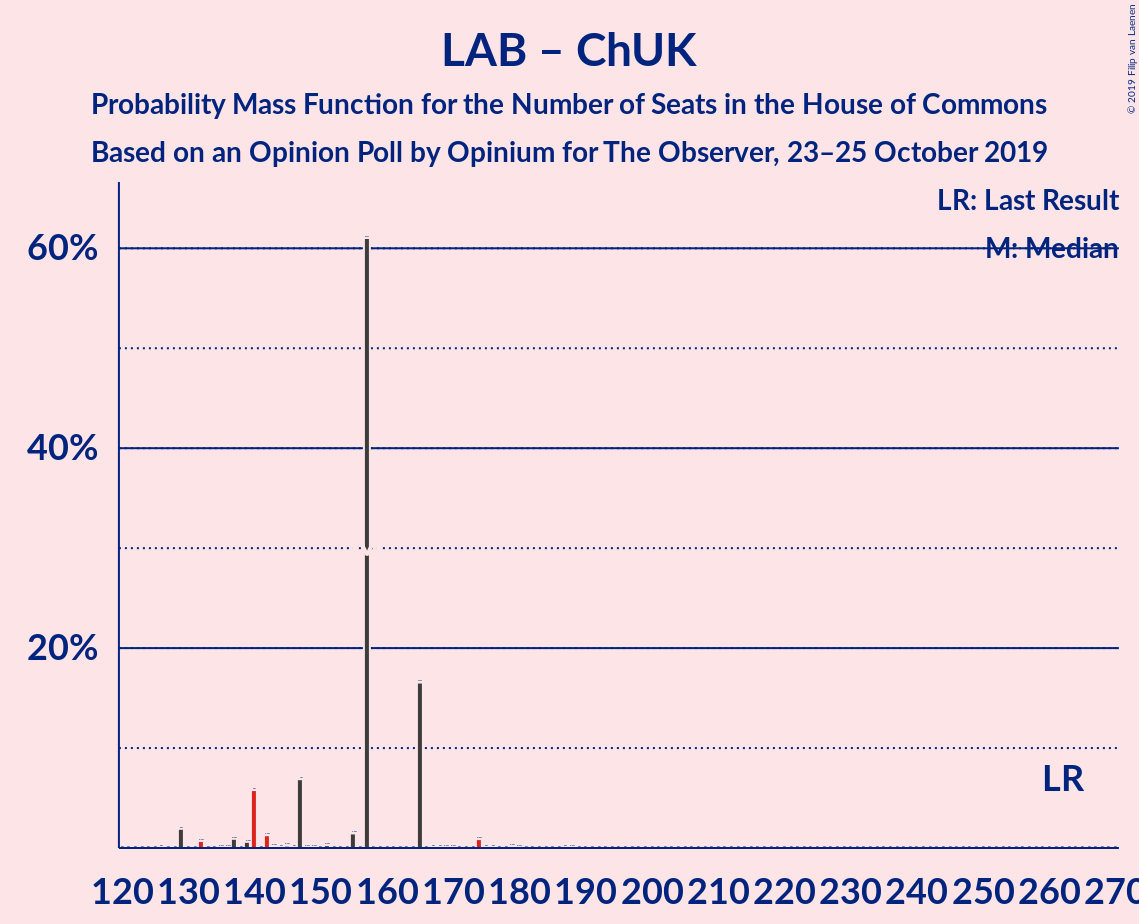 LAB – ChUK
Probability Mass Function for the Number of Seats in the House of Commons
Based on an Opinion Poll by Opinium for The Observer, 23–25 October 2019
© 2019 Filip van Laenen
LR: Last Result
M: Median
60%
40%
20%
LR
120 130 140 150 160 170 180 190 200 210 220 230 240 250 260 270